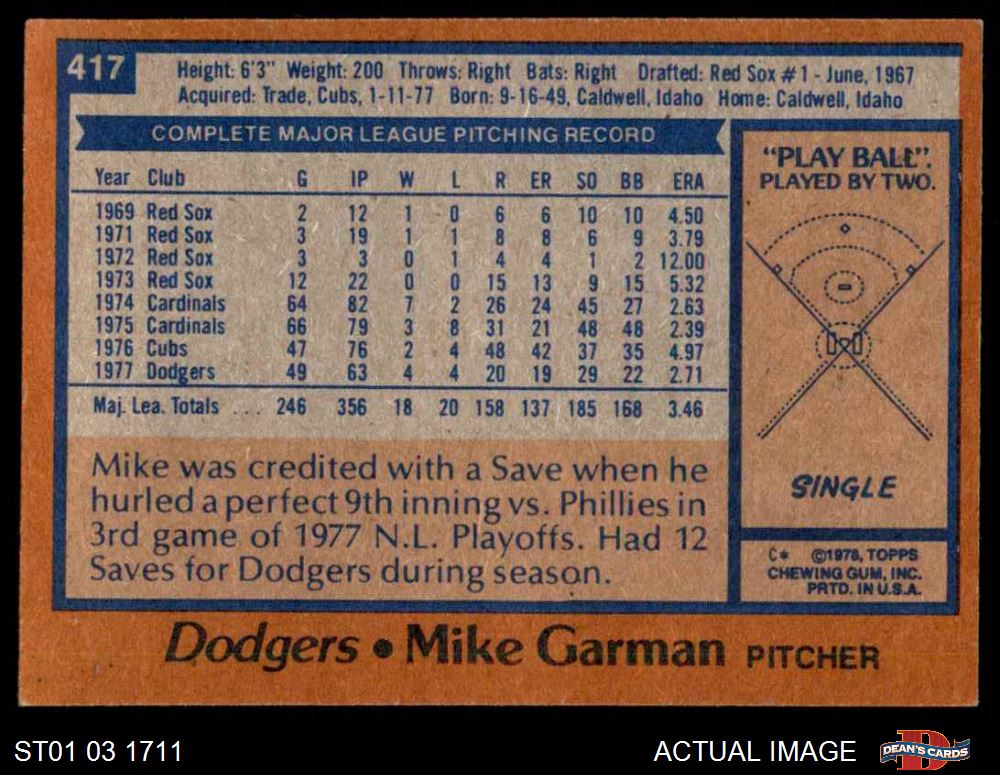 417
Height: 6'3" Weight: 200 Throws: Right Bats: Right Drafted: Red Sox #1 - June, 1967
Acquired: Trade, Cubs, 1-11-77 Born: 9-16-49, Caldwell, Idaho Home: Caldwell, Idaho
COMPLETE MAJOR LEAGUE PITCHING RECORD
Year Club G IP W L R ER SO BB ERA
1969 Red Sox 2 12 1 0 6 6 10 10 4.50
1971 Red Sox 3 19 1 1 8 8 6 9 3.79
1972 Red Sox 3 3 0 1 4 4 1 2 12.00
1973 Red Sox 12 22 0 0 15 13 9 15 5.32
1974 Cardinals 64 82 7 2 26 24 45 27 2.63
1975 Cardinals 66 79 3 8 31 21 48 48 2.39
1976 Cubs 47 76 2 4 48 42 37 35 4.97
1977 Dodgers 49 63 4 4 20 19 29 22 2.71
Maj. Lea. Totals ... 246 356 18 20 158 137 185 168 3.46
Mike was credited with a Save when he
hurled a perfect 9th inning vs. Phillies in
3rd game of 1977 N.L. Playoffs. Had 12
Saves for Dodgers during season.
"PLAY BALL".
PLAYED BY TWO.
SINGLE
C* ©1978, TOPPS
CHEWING GUM, INC.
PRTD. IN U.S.A.
Dodgers • Mike Garman PITCHER
ST01 03 1711
ACTUAL IMAGE
DEAN'S CARDS